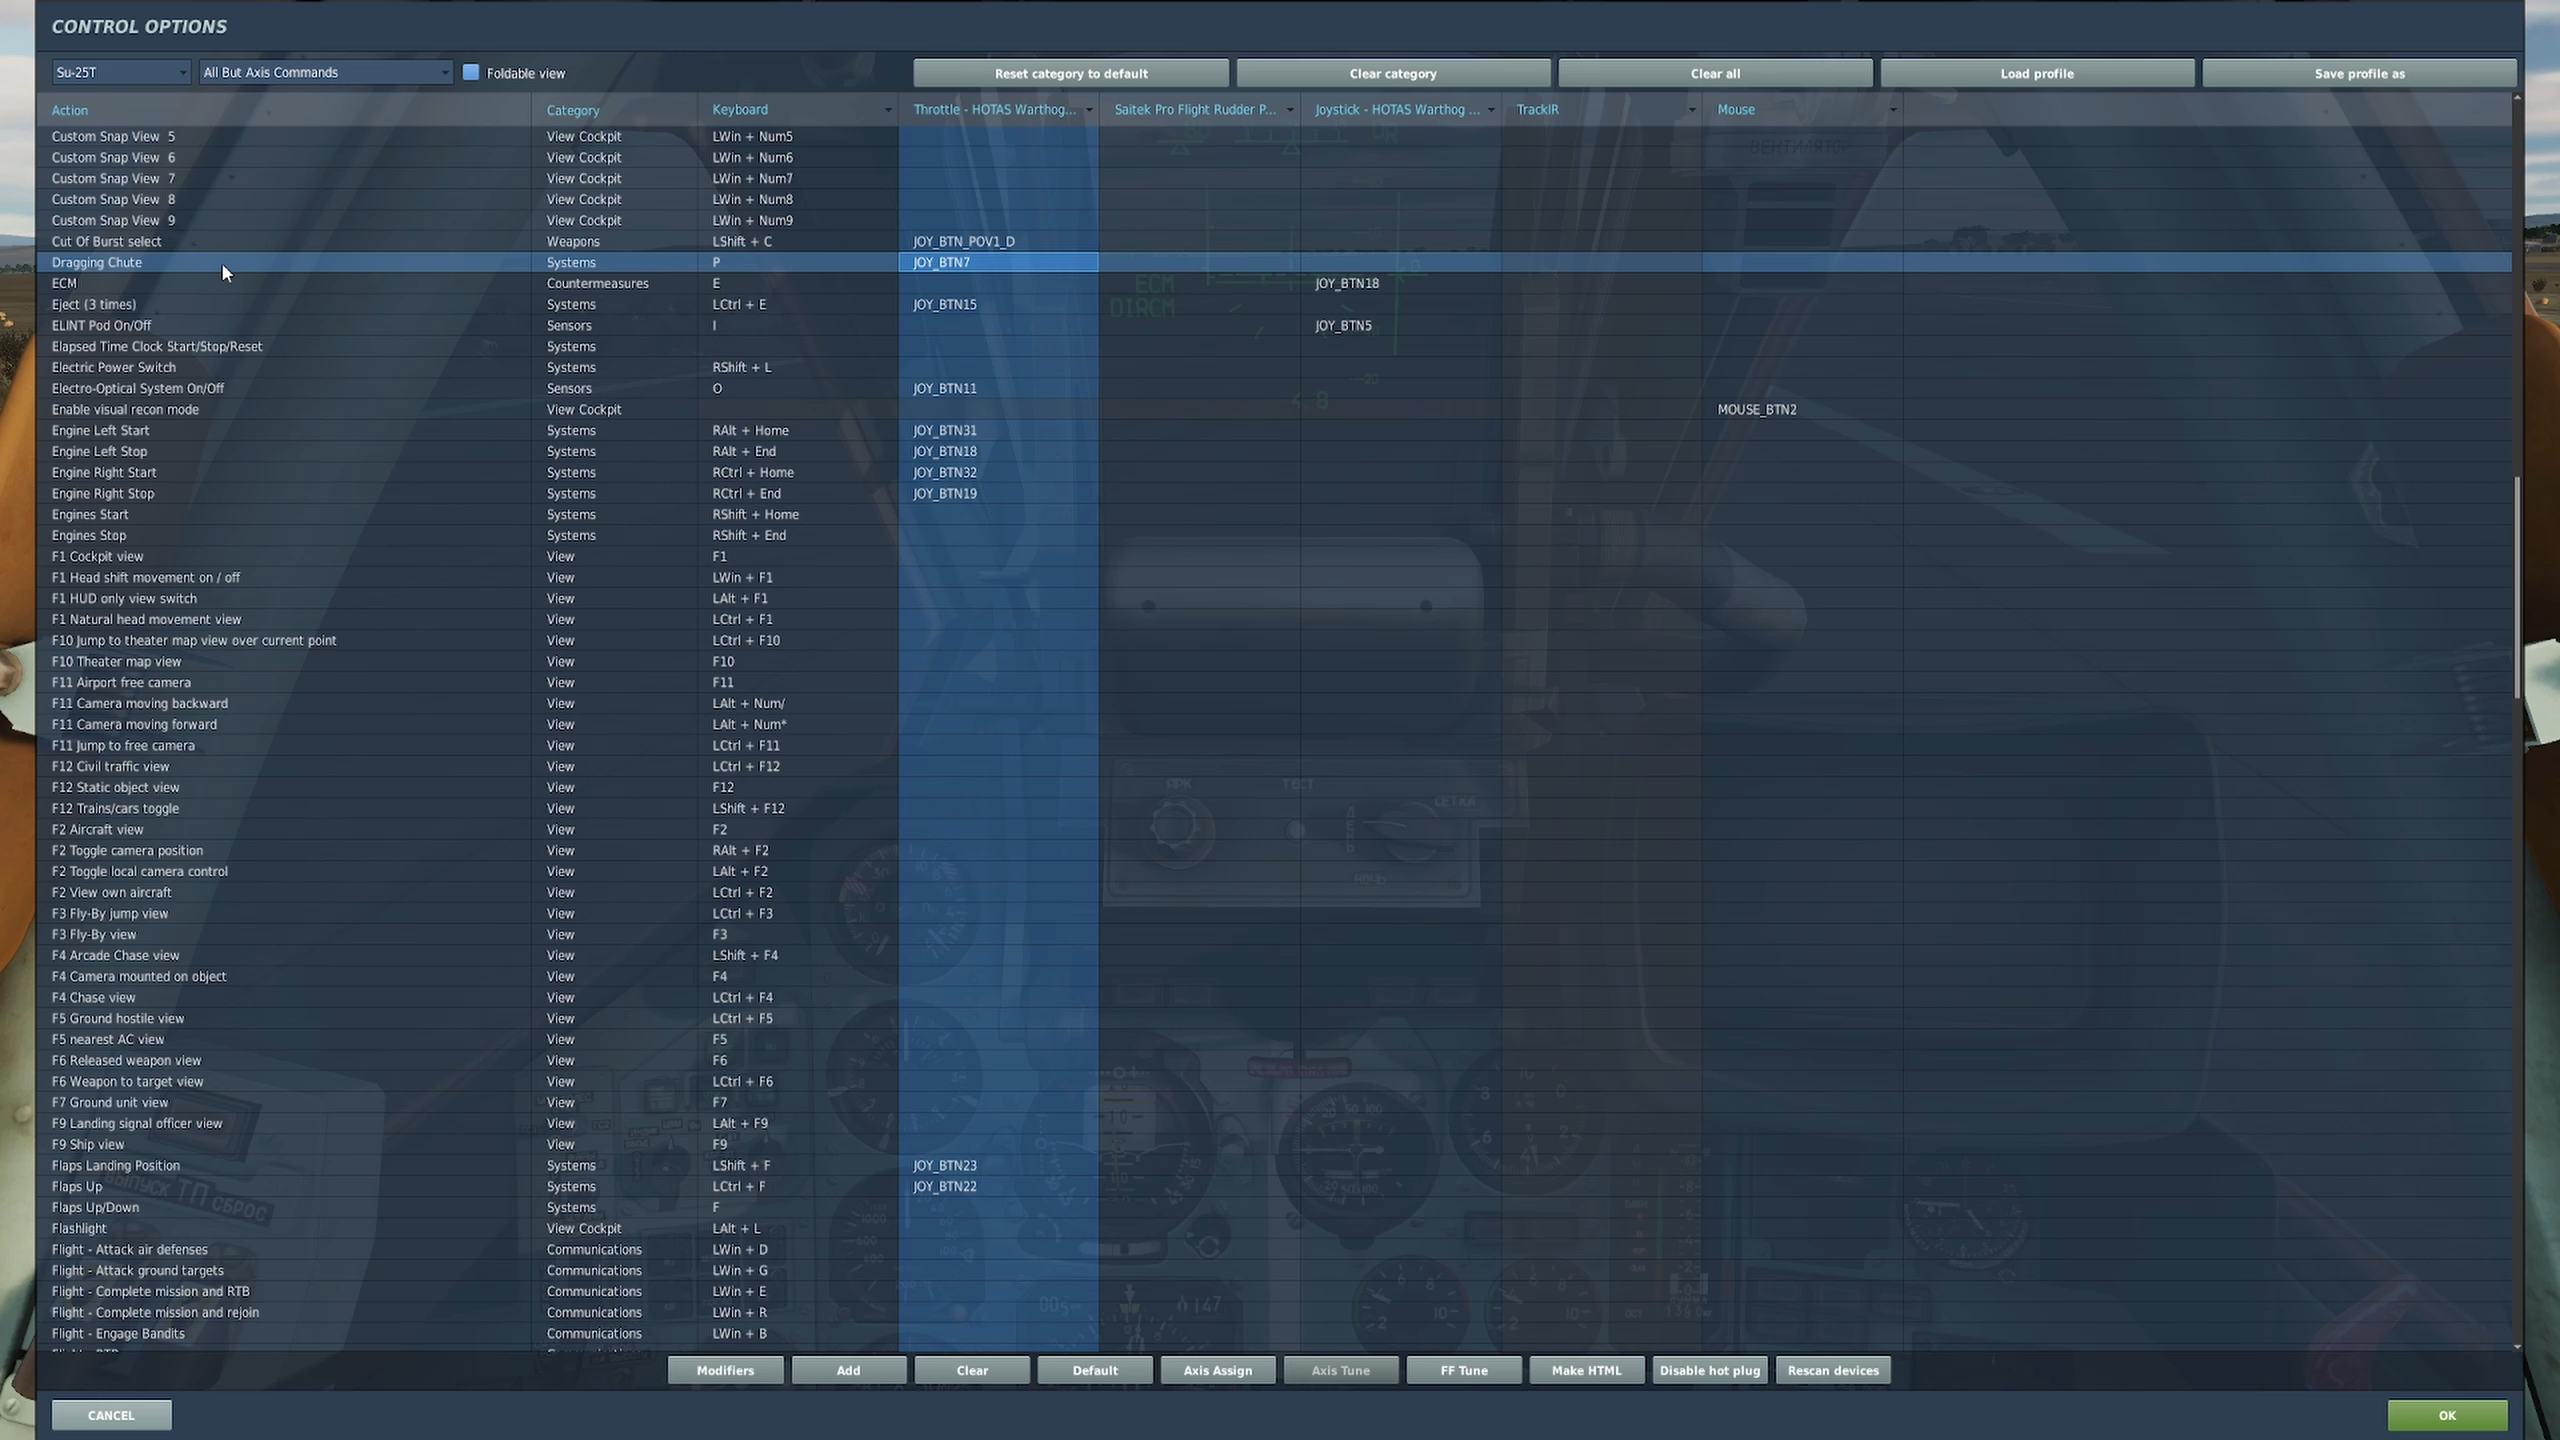 CONTROL OPTIONS
Su-25T All But Axis Commands Foldable view Reset category to default Clear category Clear all Load profile Save profile as
Action Category Keyboard Throttle - HOTAS Warthog... Saitek Pro Flight Rudder P... Joystick - HOTAS Warthog ... TrackIR Mouse
Custom Snap View 5 View Cockpit LWin + Num5
Custom Snap View 6 View Cockpit LWin + Num6
Custom Snap View 7 View Cockpit LWin + Num7
Custom Snap View 8 View Cockpit LWin + Num8
Custom Snap View 9 View Cockpit LWin + Num9
Cut Of Burst select Weapons LShift + C JOY_BTN_POV1_D
Dragging Chute Systems P JOY_BTN7
ECM Countermeasures E JOY_BTN18
Eject (3 times) Systems LCtrl + E JOY_BTN15
ELINT Pod On/Off Sensors I JOY_BTN5
Elapsed Time Clock Start/Stop/Reset Systems
Electric Power Switch Systems RShift + L
Electro-Optical System On/Off Sensors O JOY_BTN11
Enable visual recon mode View Cockpit MOUSE_BTN2
Engine Left Start Systems RAlt + Home JOY_BTN31
Engine Left Stop Systems RAlt + End JOY_BTN18
Engine Right Start Systems RCtrl + Home JOY_BTN32
Engine Right Stop Systems RCtrl + End JOY_BTN19
Engines Start Systems RShift + Home
Engines Stop Systems RShift + End
F1 Cockpit view View F1
F1 Head shift movement on / off View LWin + F1
F1 HUD only view switch View LAlt + F1
F1 Natural head movement view View LCtrl + F1
F10 Jump to theater map view over current point View LCtrl + F10
F10 Theater map view View F10
F11 Airport free camera View F11
F11 Camera moving backward View LAlt + Num/
F11 Camera moving forward View LAlt + Num*
F11 Jump to free camera View LCtrl + F11
F12 Civil traffic view View LCtrl + F12
F12 Static object view View F12
F12 Trains/cars toggle View LShift + F12
F2 Aircraft view View F2
F2 Toggle camera position View RAlt + F2
F2 Toggle local camera control View LAlt + F2
F2 View own aircraft View LCtrl + F2
F3 Fly-By jump view View LCtrl + F3
F3 Fly-By view View F3
F4 Arcade Chase view View LShift + F4
F4 Camera mounted on object View F4
F4 Chase view View LCtrl + F4
F5 Ground hostile view View LCtrl + F5
F5 nearest AC view View F5
F6 Released weapon view View F6
F6 Weapon to target view View LCtrl + F6
F7 Ground unit view View F7
F9 Landing signal officer view View LAlt + F9
F9 Ship view View F9
Flaps Landing Position Systems LShift + F JOY_BTN23
Flaps Up Systems LCtrl + F JOY_BTN22
Flaps Up/Down Systems F
Flashlight View Cockpit LAlt + L
Flight - Attack air defenses Communications LWin + D
Flight - Attack ground targets Communications LWin + G
Flight - Complete mission and RTB Communications LWin + E
Flight - Complete mission and rejoin Communications LWin + R
Flight - Engage Bandits Communications LWin + B
ECM
DIRCM
АРК ТЕСТ
СЕТКА
НОЧЬ
ВЫПУСК ТП СБРОС
Modifiers Add Clear Default Axis Assign Axis Tune FF Tune Make HTML Disable hot plug Rescan devices
CANCEL OK